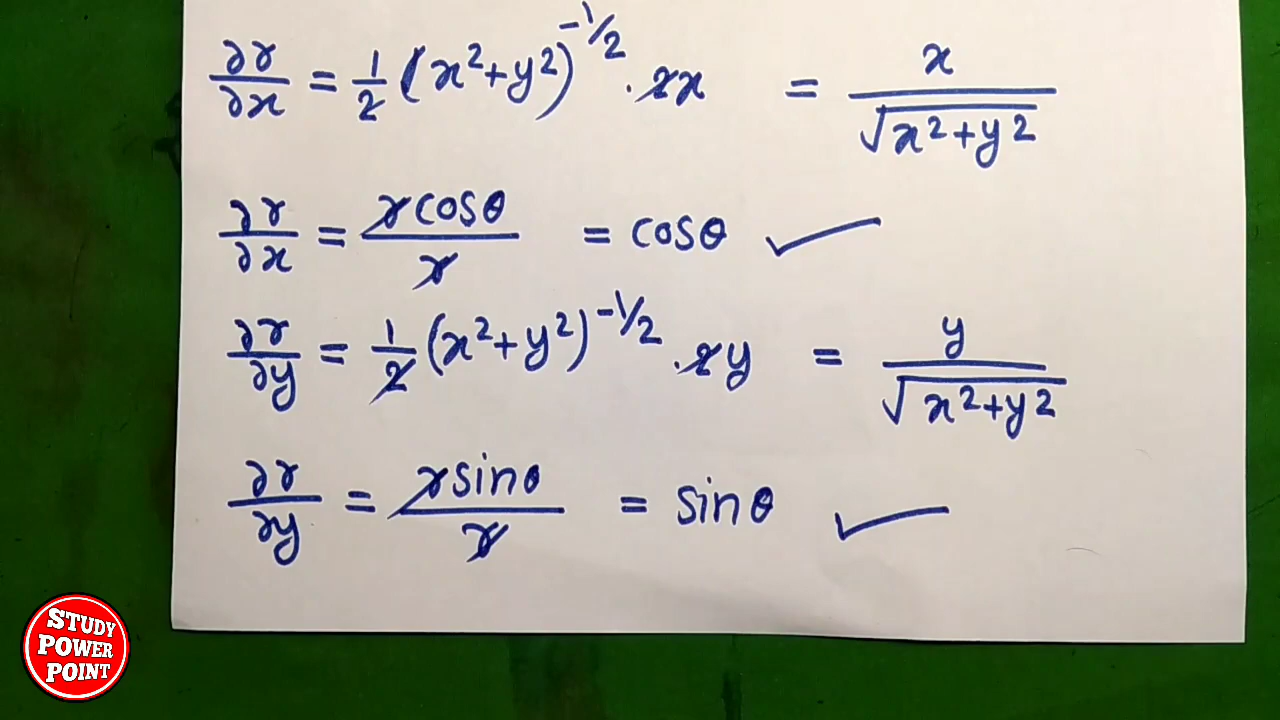 ∂r/∂x = 1/2 (x²+y²)^-1/2 . 2x = x/√(x²+y²)
∂r/∂x = r cosθ/r = cosθ ✓
∂r/∂y = 1/2 (x²+y²)^-1/2 . 2y = y/√(x²+y²)
∂r/∂y = r sinθ/r = sinθ ✓
STUDY
POWER
POINT